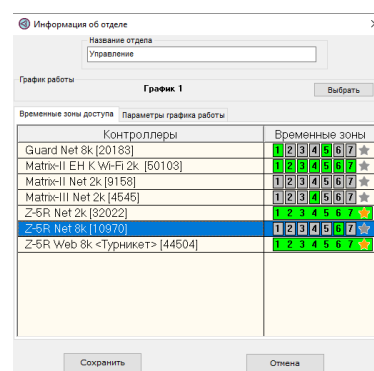 Информация об отделе
Название отдела
Управление
График работы
График 1
Выбрать
Временные зоны доступа
Параметры графика работы
Контроллеры Временные зоны
Guard Net 8k [20183] 1 2 3 4 5 6 7
Matrix-II EH K Wi-Fi 2k [50103] 1 2 3 4 5 6 7
Matrix-II Net 2k [9158] 1 2 3 4 5 6 7
Matrix-III Net 2k [4545] 1 2 3 4 5 6 7
Z-5R Net 2k [32022] 1 2 3 4 5 6 7
Z-5R Net 8k [10970] 1 2 3 4 5 6 7
Z-5R Web 8k <Турникет> [44504] 1 2 3 4 5 6 7
Сохранить
Отмена